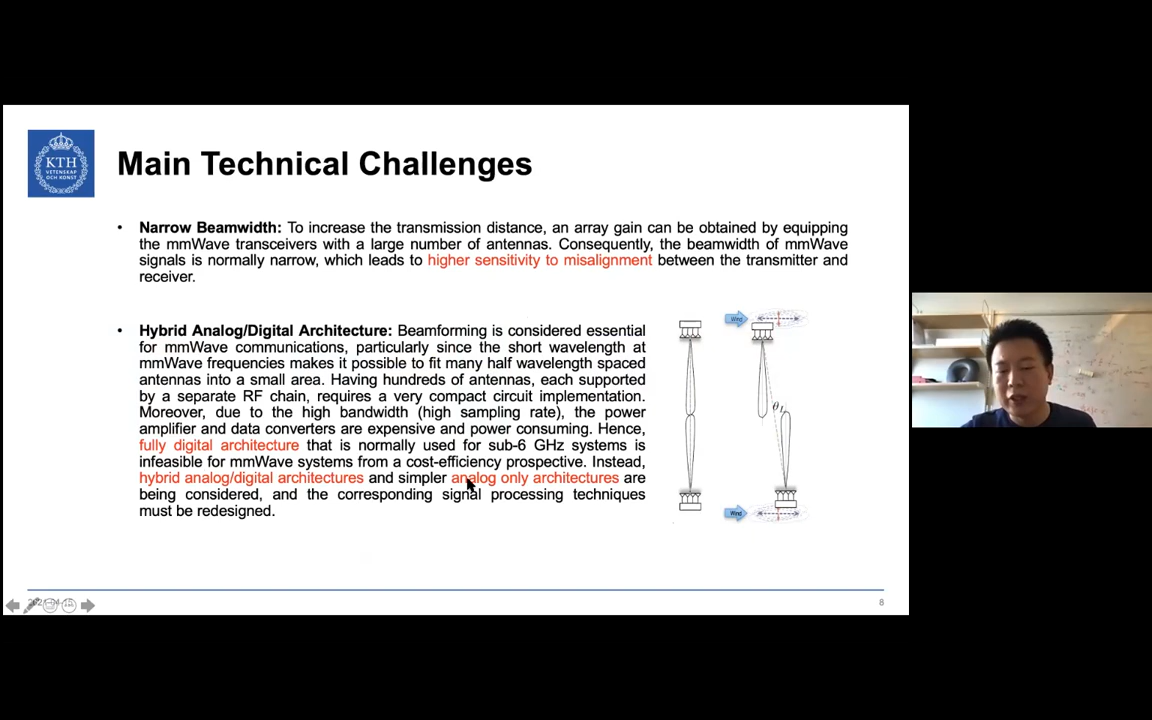 KTH
VETENSKAP
OCH KONST
Main Technical Challenges
• Narrow Beamwidth: To increase the transmission distance, an array gain can be obtained by equipping
the mmWave transceivers with a large number of antennas. Consequently, the beamwidth of mmWave
signals is normally narrow, which leads to higher sensitivity to misalignment between the transmitter and
receiver.
• Hybrid Analog/Digital Architecture: Beamforming is considered essential
for mmWave communications, particularly since the short wavelength at
mmWave frequencies makes it possible to fit many half wavelength spaced
antennas into a small area. Having hundreds of antennas, each supported
by a separate RF chain, requires a very compact circuit implementation.
Moreover, due to the high bandwidth (high sampling rate), the power
amplifier and data converters are expensive and power consuming. Hence,
fully digital architecture that is normally used for sub-6 GHz systems is
infeasible for mmWave systems from a cost-efficiency prospective. Instead,
hybrid analog/digital architectures and simpler analog only architectures are
being considered, and the corresponding signal processing techniques
must be redesigned.
Wind
θ
Wind
8